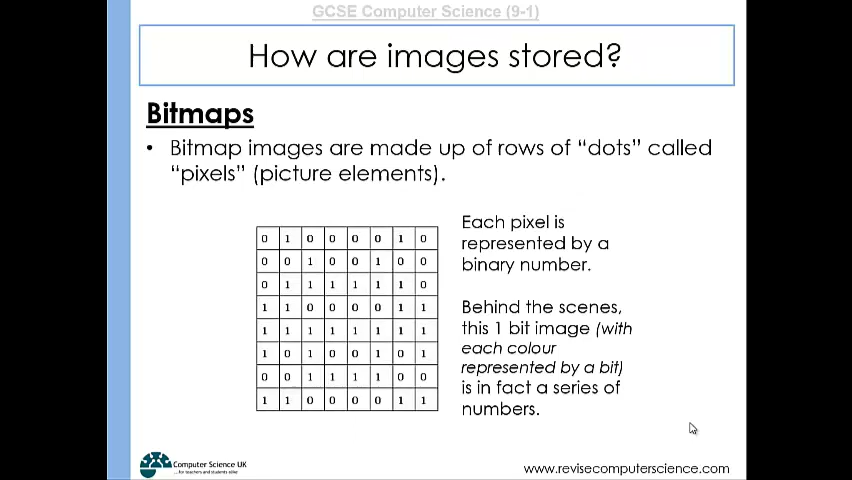 GCSE Computer Science (9-1)
How are images stored?
Bitmaps
• Bitmap images are made up of rows of “dots” called
“pixels” (picture elements).
0 1 0 0 0 0 1 0
0 0 1 0 0 1 0 0
0 1 1 1 1 1 1 0
1 1 0 0 0 0 1 1
1 1 1 1 1 1 1 1
1 0 1 0 0 1 0 1
0 0 1 1 1 1 0 0
1 1 0 0 0 0 1 1
Each pixel is
represented by a
binary number.
Behind the scenes,
this 1 bit image (with
each colour
represented by a bit)
is in fact a series of
numbers.
Computer Science UK
...for teachers and students alike
www.revisecomputerscience.com